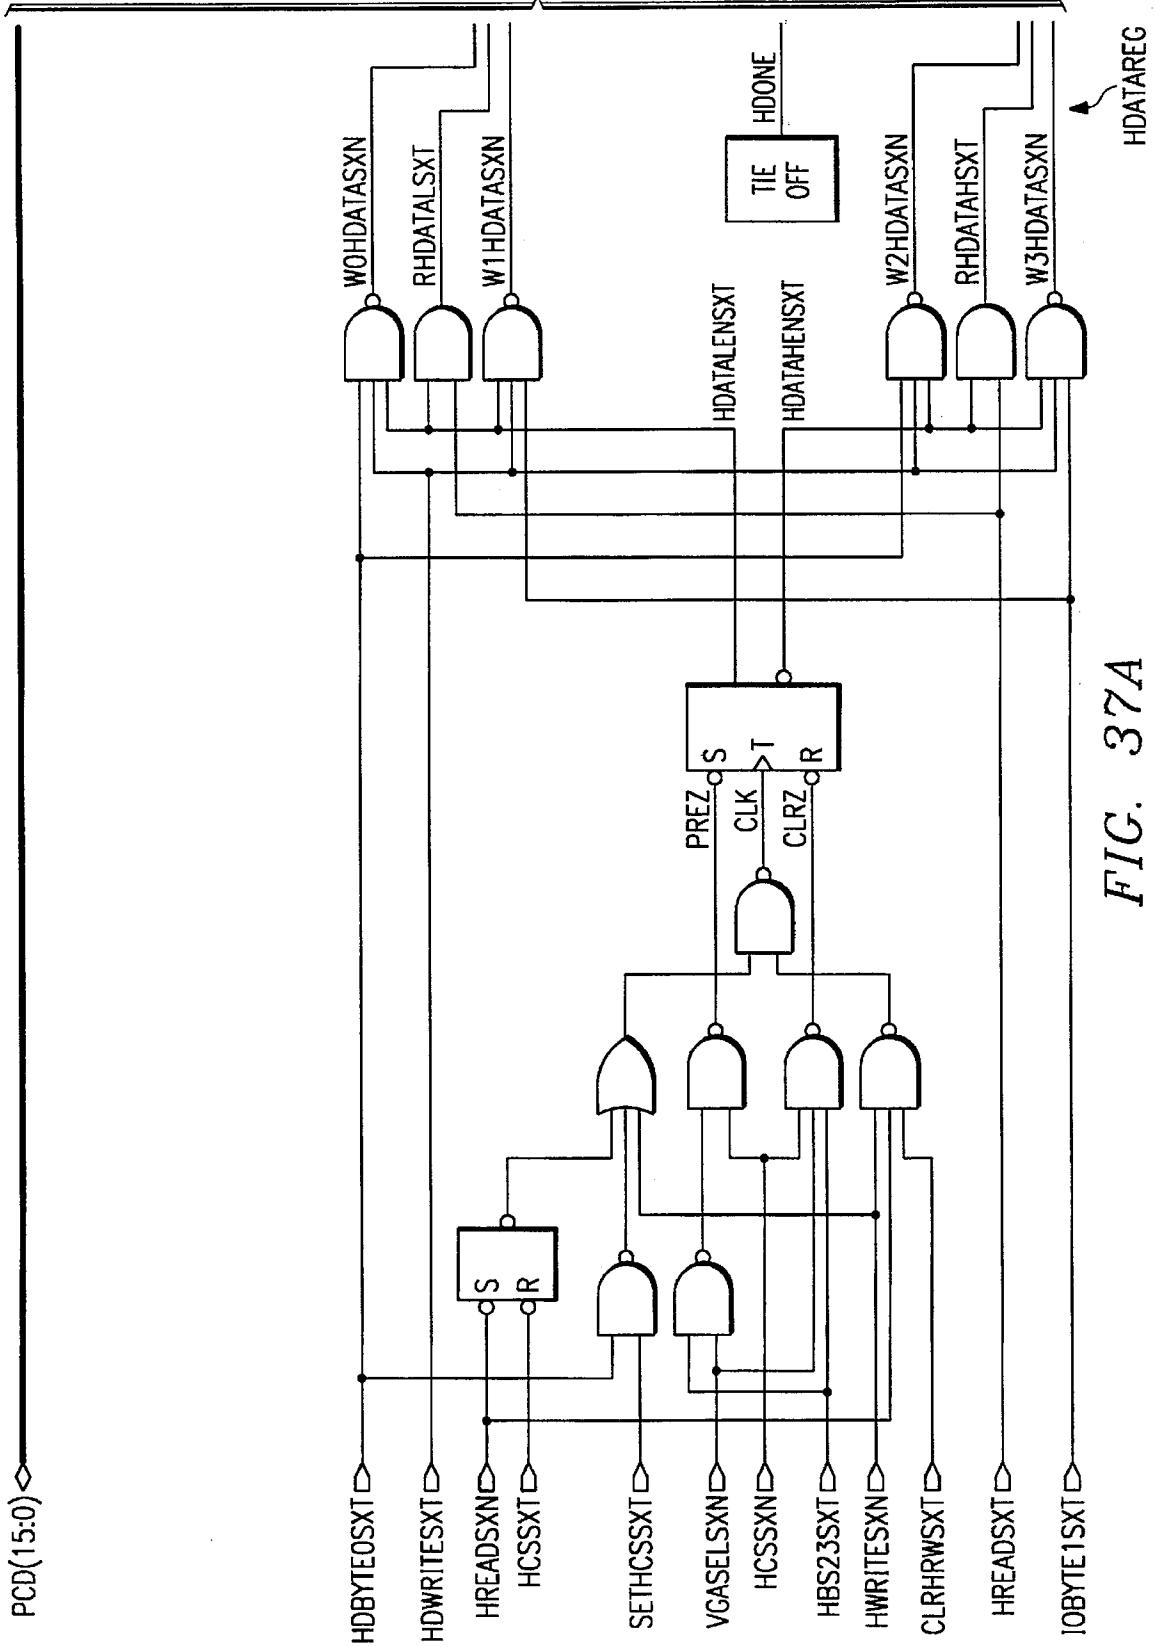 PCD(15:0)
HDBYTE0SXT
HDWRITESXT
HREADSXN
HCSSXT
SETHCSSXT
VGASELSXN
HCSSXN
HBS23SXT
HWRITESXN
CLRHRWSXT
HREADSXT
IOBYTE1SXT
S
R
PREZ
CLK
CLRZ
S
T
R
HDATALENSXT
HDATAHENSXT
W0HDATASXN
RHDATALSXT
W1HDATASXN
TIE
OFF
HDONE
W2HDATASXN
RHDATAHSXT
W3HDATASXN
HDATAREG
FIG. 37A